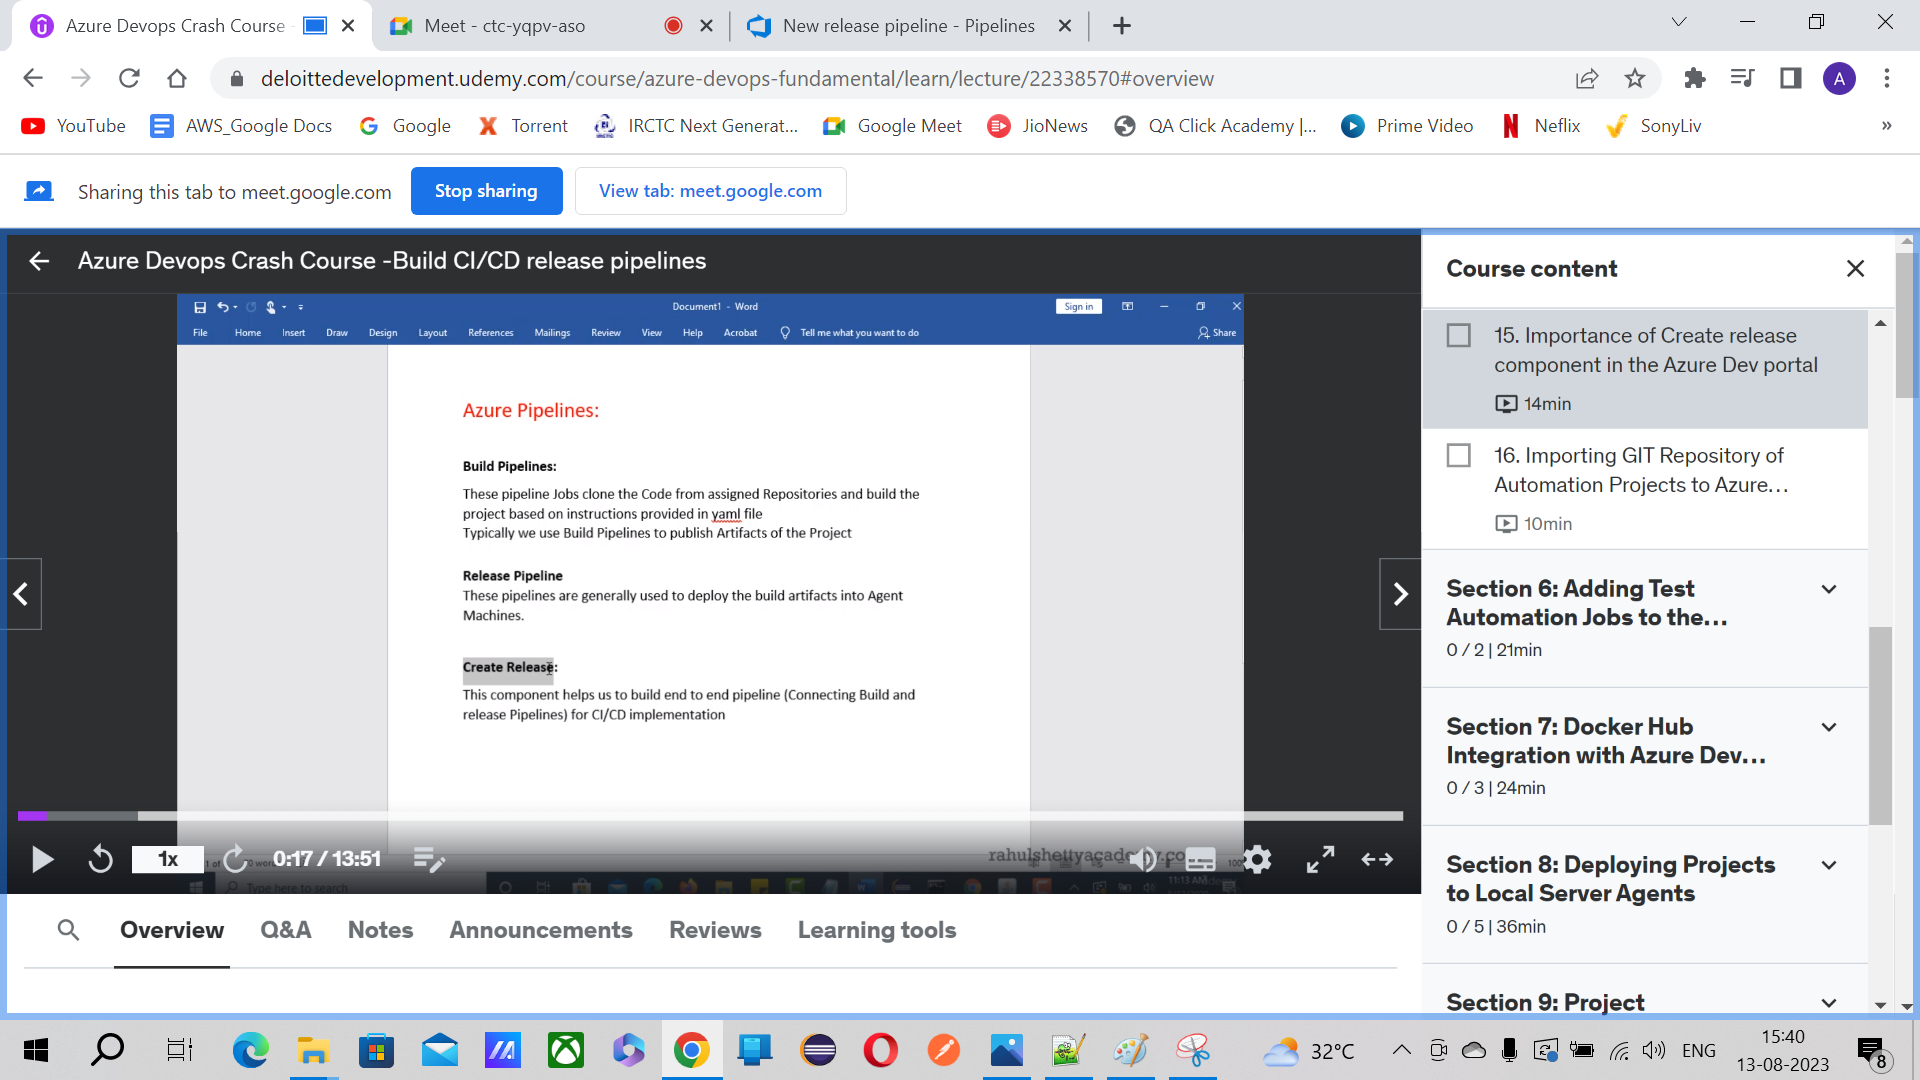 Azure Devops Crash Course
Meet - ctc-yqpv-aso
New release pipeline - Pipelines
deloittedevelopment.udemy.com/course/azure-devops-fundamental/learn/lecture/22338570#overview
A
YouTube
AWS_Google Docs
Google
Torrent
IRCTC Next Generat...
Google Meet
JioNews
QA Click Academy |...
Prime Video
Neflix
SonyLiv
»
Sharing this tab to meet.google.com
Stop sharing
View tab: meet.google.com
Azure Devops Crash Course -Build CI/CD release pipelines
Document1 - Word
Sign in
File Home Insert Draw Design Layout References Mailings Review View Help Acrobat Tell me what you want to do
Share
Azure Pipelines:
Build Pipelines:
These pipeline Jobs clone the Code from assigned Repositories and build the
project based on instructions provided in yaml file
Typically we use Build Pipelines to publish Artifacts of the Project
Release Pipeline
These pipelines are generally used to deploy the build artifacts into Agent
Machines.
Create Release:
This component helps us to build end to end pipeline (Connecting Build and
release Pipelines) for CI/CD implementation
1x
0:17 / 13:51
Type here to search
11:13 AM
Course content
15. Importance of Create release
component in the Azure Dev portal
14min
16. Importing GIT Repository of
Automation Projects to Azure...
10min
Section 6: Adding Test
Automation Jobs to the...
0 / 2 | 21min
Section 7: Docker Hub
Integration with Azure Dev...
0 / 3 | 24min
Section 8: Deploying Projects
to Local Server Agents
0 / 5 | 36min
Section 9: Project
Overview
Q&A
Notes
Announcements
Reviews
Learning tools
32°C
ENG
15:40
13-08-2023
8